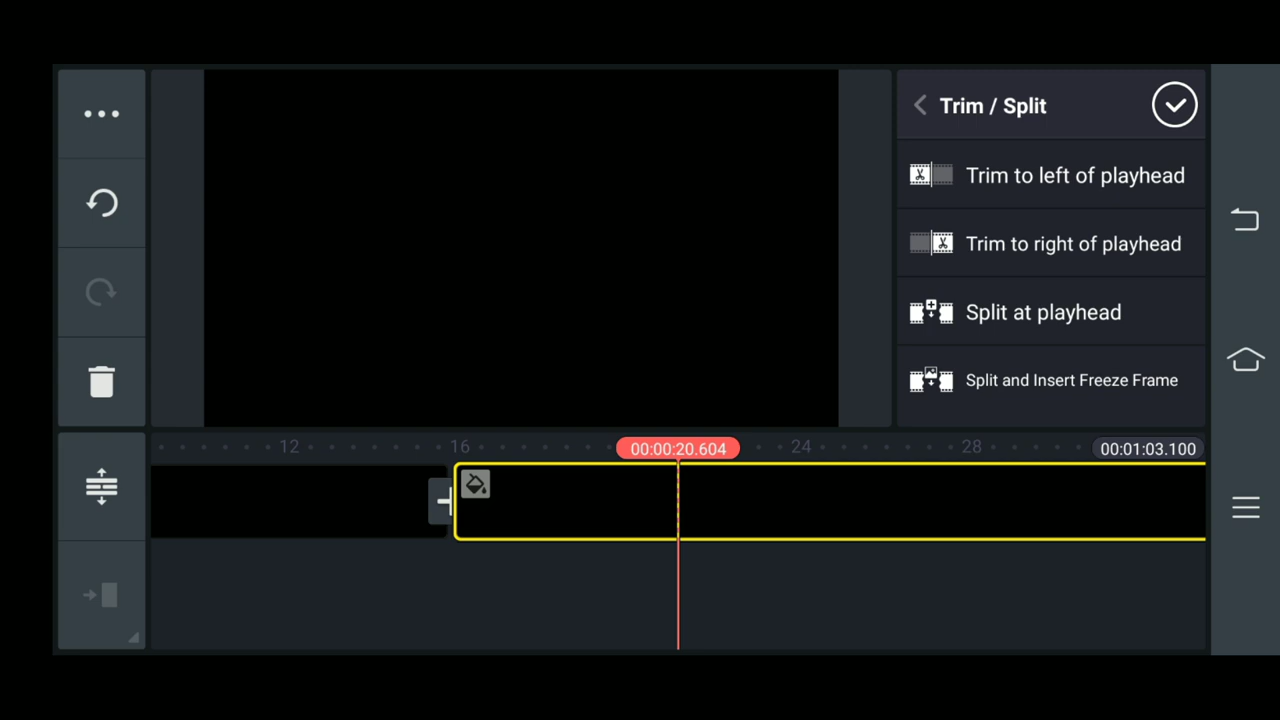 Trim / Split
Trim to left of playhead
Trim to right of playhead
Split at playhead
Split and Insert Freeze Frame
12 16 00:00:20.604 24 28 00:01:03.100